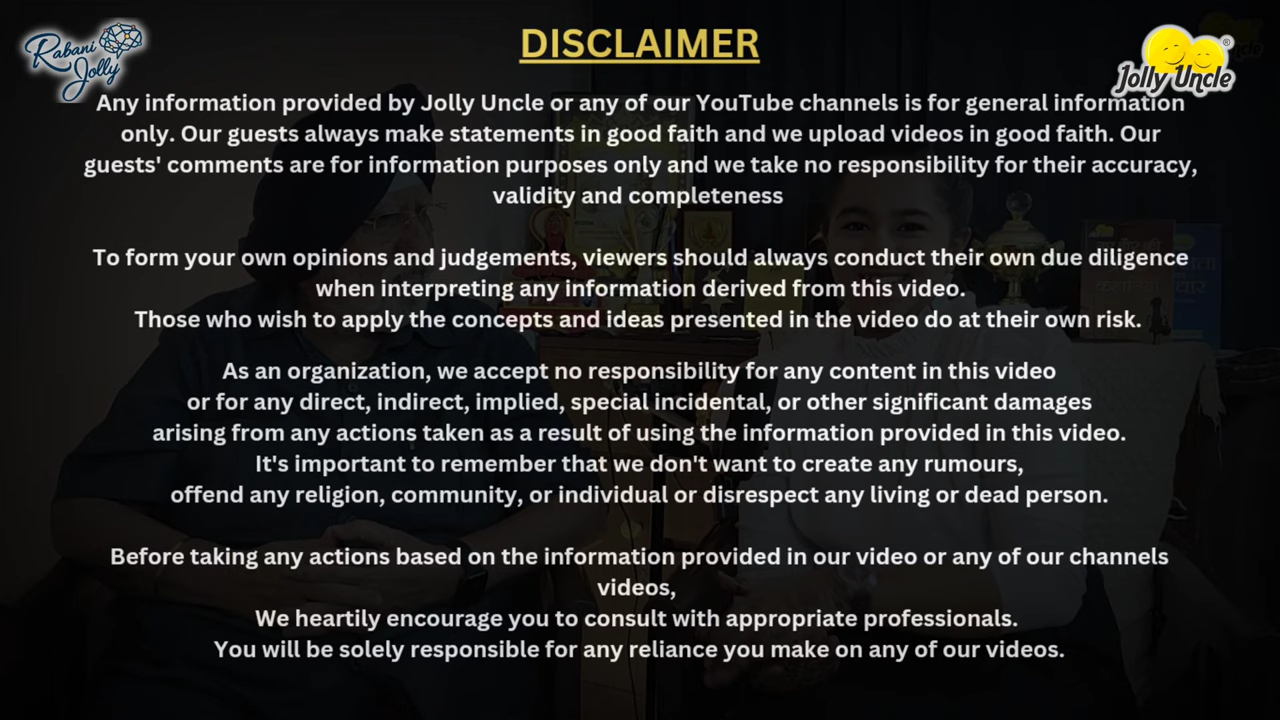 Rabani
Jolly
DISCLAIMER
Jolly Uncle
®
Any information provided by Jolly Uncle or any of our YouTube channels is for general information
only. Our guests always make statements in good faith and we upload videos in good faith. Our
guests' comments are for information purposes only and we take no responsibility for their accuracy,
validity and completeness
To form your own opinions and judgements, viewers should always conduct their own due diligence
when interpreting any information derived from this video.
Those who wish to apply the concepts and ideas presented in the video do at their own risk.
As an organization, we accept no responsibility for any content in this video
or for any direct, indirect, implied, special incidental, or other significant damages
arising from any actions taken as a result of using the information provided in this video.
It's important to remember that we don't want to create any rumours,
offend any religion, community, or individual or disrespect any living or dead person.
Before taking any actions based on the information provided in our video or any of our channels
videos,
We heartily encourage you to consult with appropriate professionals.
You will be solely responsible for any reliance you make on any of our videos.